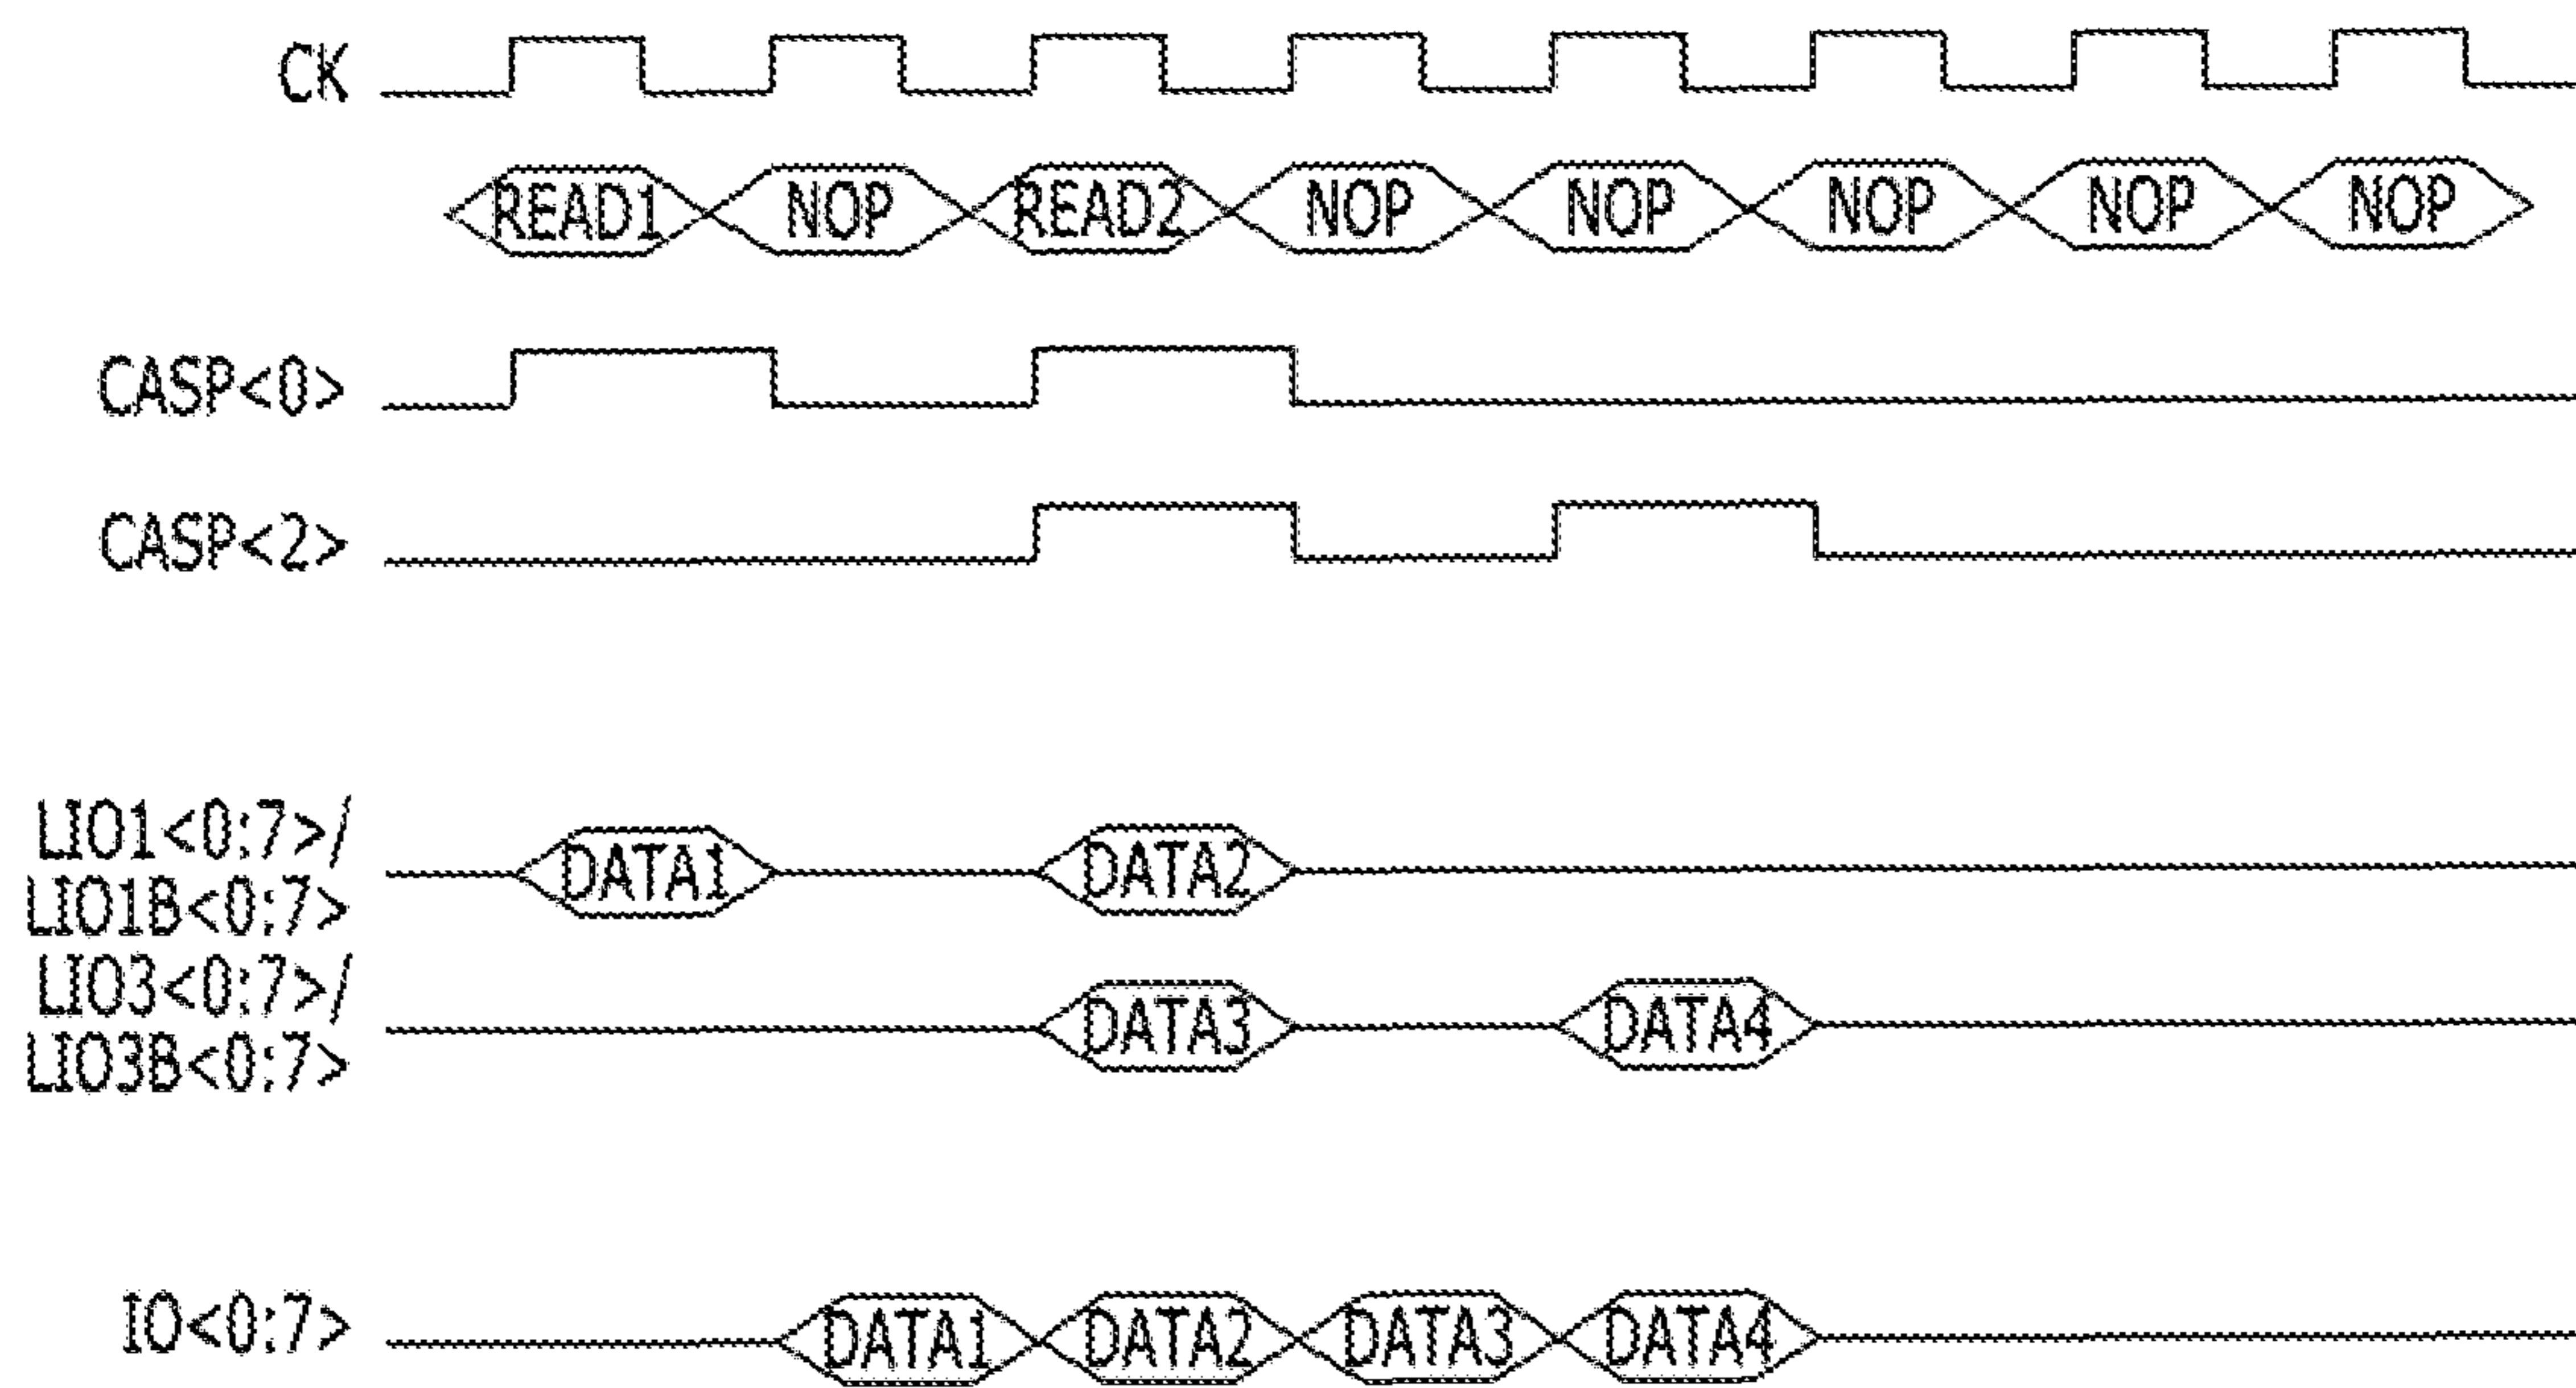 CK
READ1 NOP READ2 NOP NOP NOP NOP NOP
CASP<0>
CASP<2>
LIO1<0:7>/
LIO1B<0:7>
DATA1 DATA2
LIO3<0:7>/
LIO3B<0:7>
DATA3 DATA4
IO<0:7>
DATA1 DATA2 DATA3 DATA4